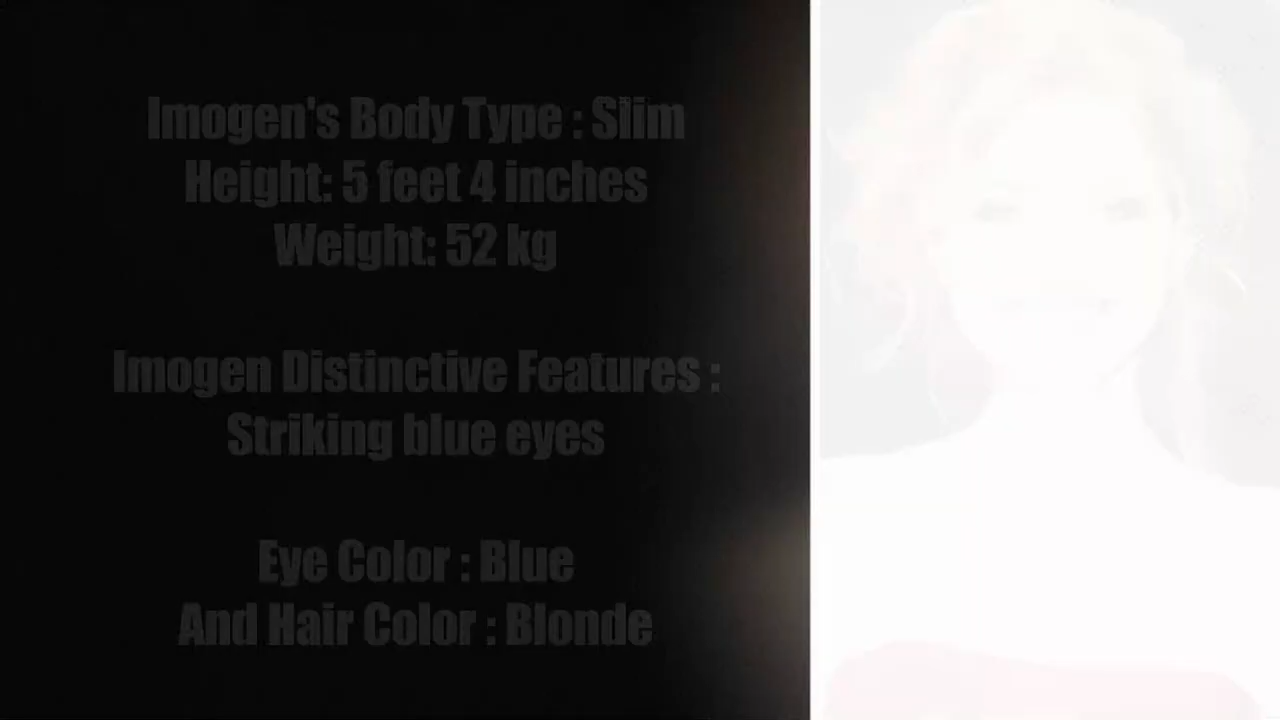 Imogen's Body Type : Slim
Height: 5 feet 4 inches
Weight: 52 kg
Imogen Distinctive Features :
Striking blue eyes
Eye Color : Blue
And Hair Color : Blonde